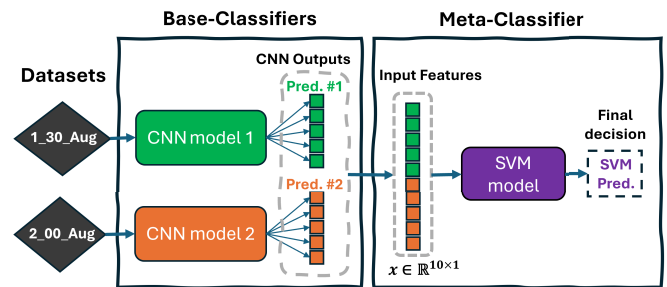 Base-Classifiers
Meta-Classifier
Datasets
CNN Outputs
Pred. #1
Input Features
1_30_Aug
CNN model 1
Final
decision
SVM
model
SVM
Pred.
Pred. #2
2_00_Aug
CNN model 2
x ∈ ℝ^{10×1}